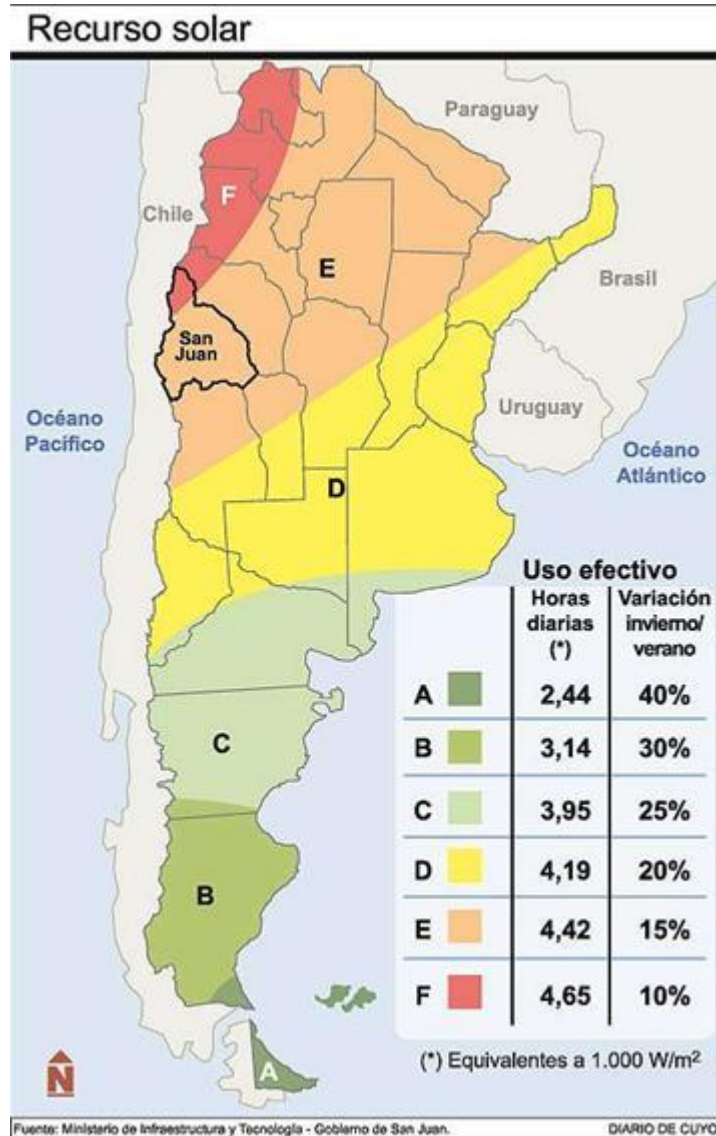 Recurso solar
Paraguay
Chile
F
E
Brasil
San
Juan
Uruguay
Océano
Pacífico
Océano
Atlántico
D
Uso efectivo
Horas
diarias
(*)
Variación
invierno/
verano
A 2,44 40%
B 3,14 30%
C 3,95 25%
D 4,19 20%
E 4,42 15%
F 4,65 10%
C
B
A
N
(*) Equivalentes a 1.000 W/m²
Fuente: Ministerio de Infraestructura y Tecnología - Gobierno de San Juan.
DIARIO DE CUYO